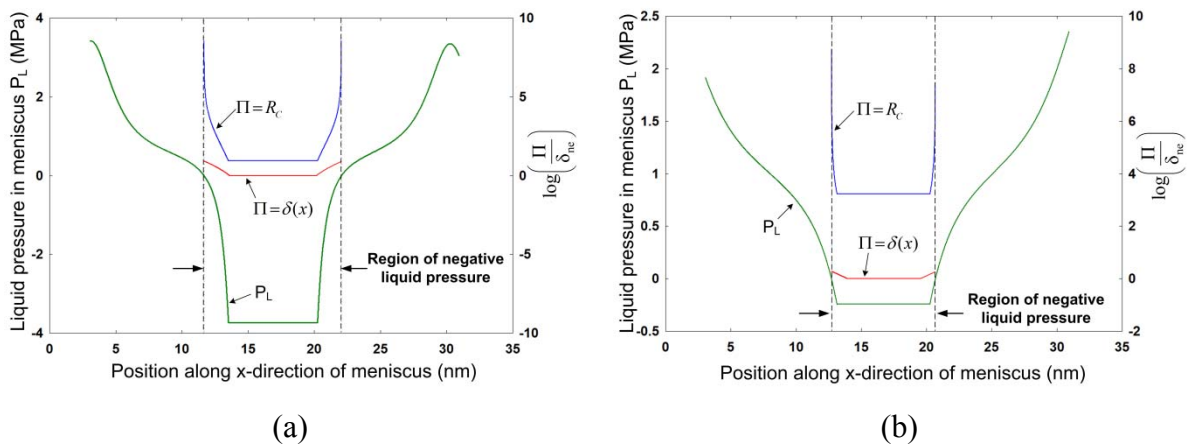 4
3
2
1
0
-1
-2
-3
-4
10
5
0
-5
-10
0
5
10
15
20
25
30
35
Liquid pressure in meniscus P_L (MPa)
log(Π/δ_ne)
Π = R_C
Π = δ(x)
P_L
Region of negative
liquid pressure
Position along x-direction of meniscus (nm)
(a)
2.5
2
1.5
1
0.5
0
-0.5
10
8
6
4
2
0
-2
0
5
10
15
20
25
30
35
Liquid pressure in meniscus P_L (MPa)
log(Π/δ_ne)
Π = R_C
P_L
Π = δ(x)
Region of negative
liquid pressure
Position along x-direction of meniscus (nm)
(b)